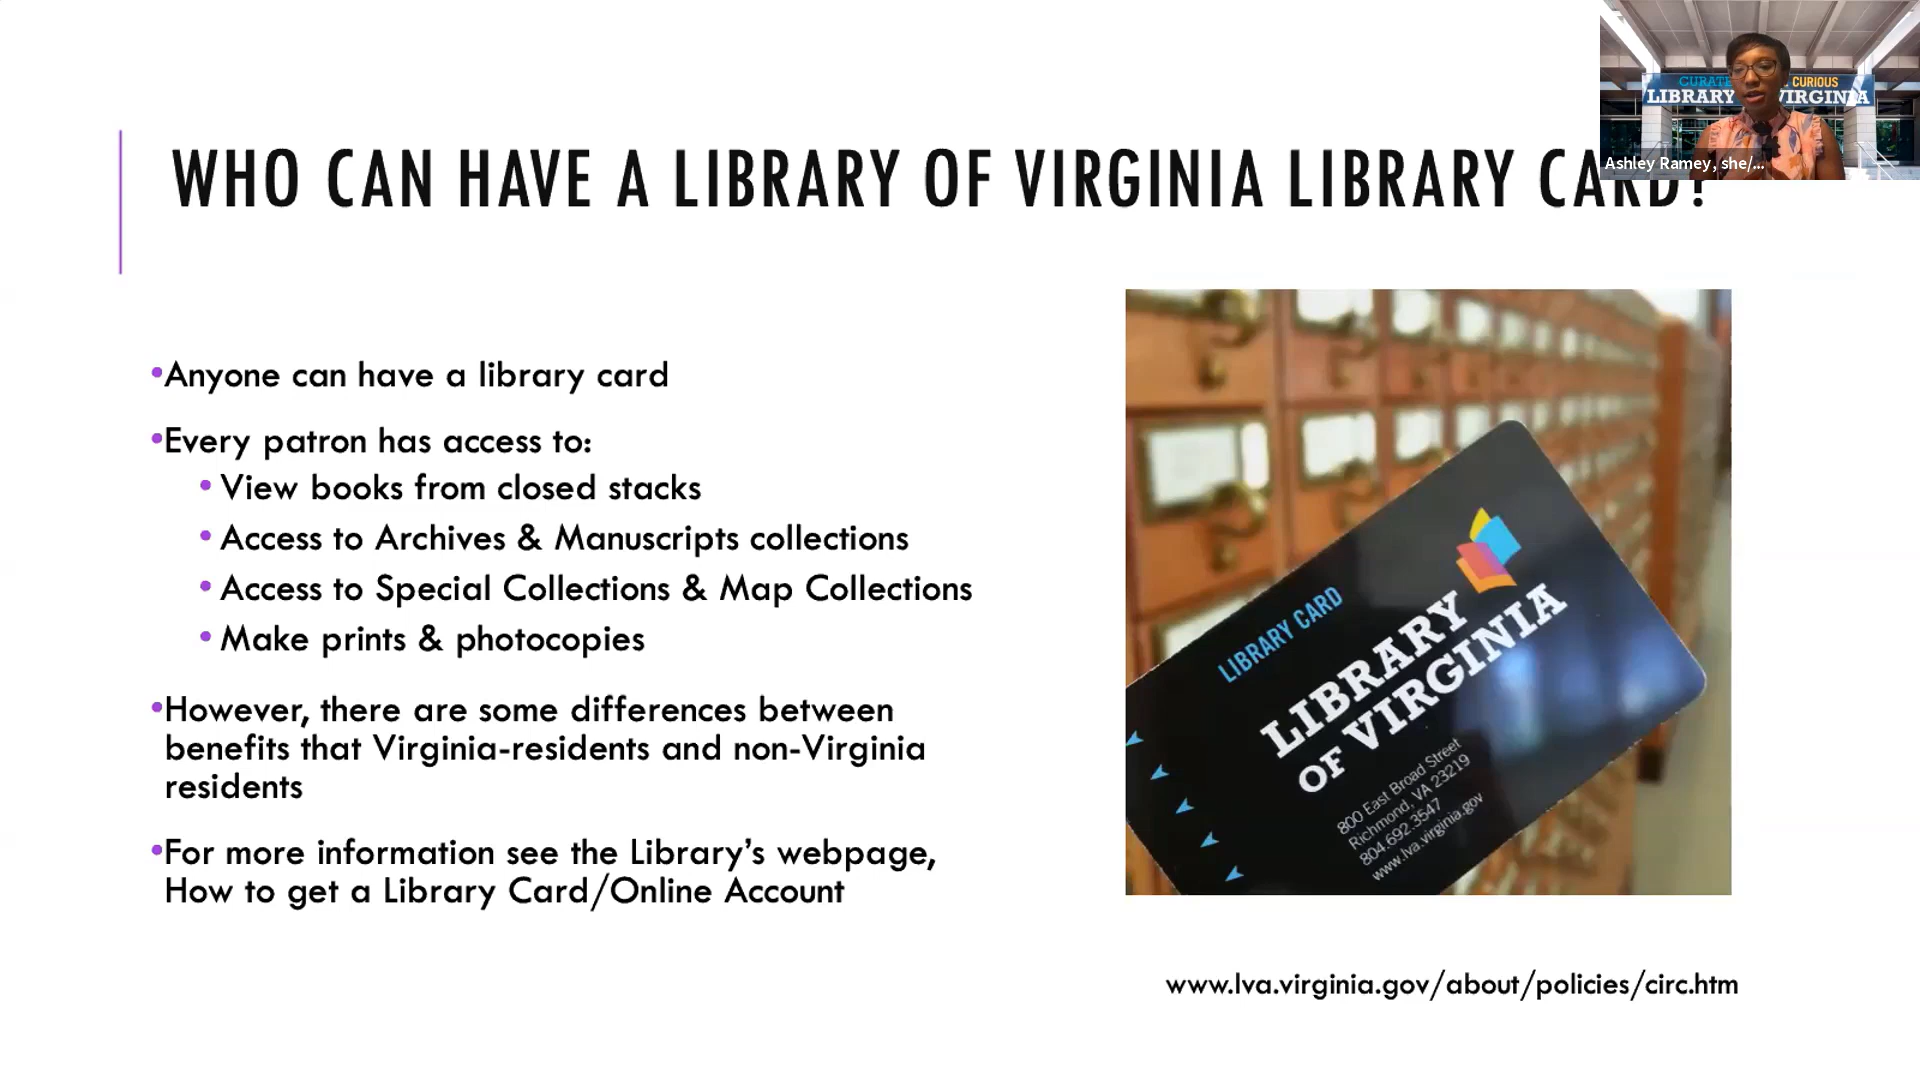 WHO CAN HAVE A LIBRARY OF VIRGINIA LIBRARY CARD?
CURATE CURIOUS
LIBRARY VIRGINIA
Ashley Ramey, she/...
•Anyone can have a library card
•Every patron has access to:
• View books from closed stacks
• Access to Archives & Manuscripts collections
• Access to Special Collections & Map Collections
• Make prints & photocopies
•However, there are some differences between
benefits that Virginia-residents and non-Virginia
residents
•For more information see the Library’s webpage,
How to get a Library Card/Online Account
LIBRARY CARD
LIBRARY
OF VIRGINIA
800 East Broad Street
Richmond, VA 23219
804.692.3547
www.lva.virginia.gov
www.lva.virginia.gov/about/policies/circ.htm